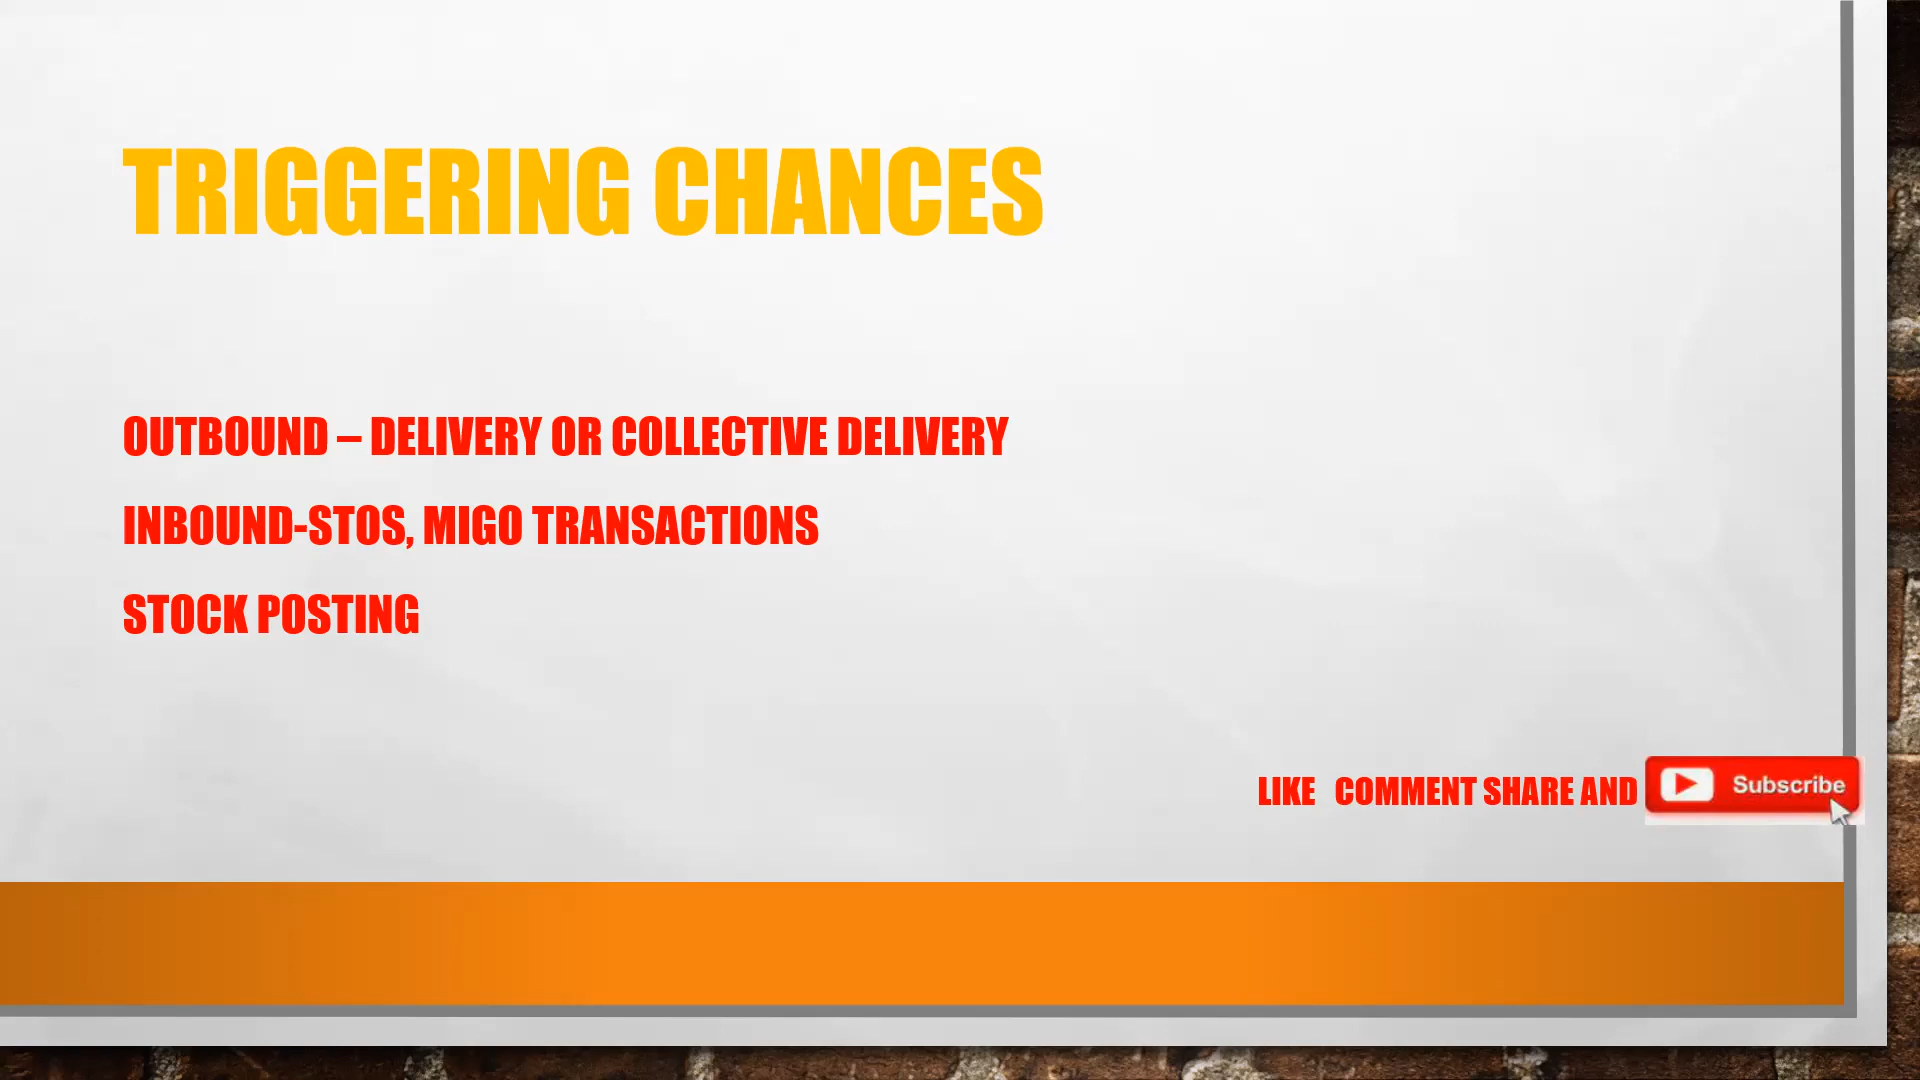 TRIGGERING CHANCES
OUTBOUND – DELIVERY OR COLLECTIVE DELIVERY
INBOUND-STOS, MIGO TRANSACTIONS
STOCK POSTING
LIKE COMMENT SHARE AND Subscribe